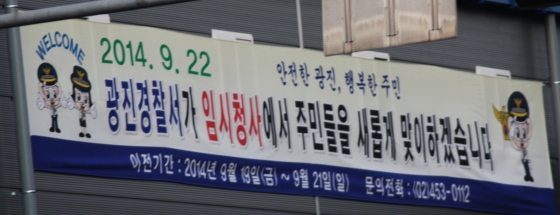 WELCOME
2014. 9. 22
안전한 광진, 행복한 주민
광진경찰서가 임시청사에서 주민들을 새롭게 맞이하겠습니다
이전기간 : 2014년 9월 19일(금) ~ 9월 21일(일) 문의전화 : (02)453-0112